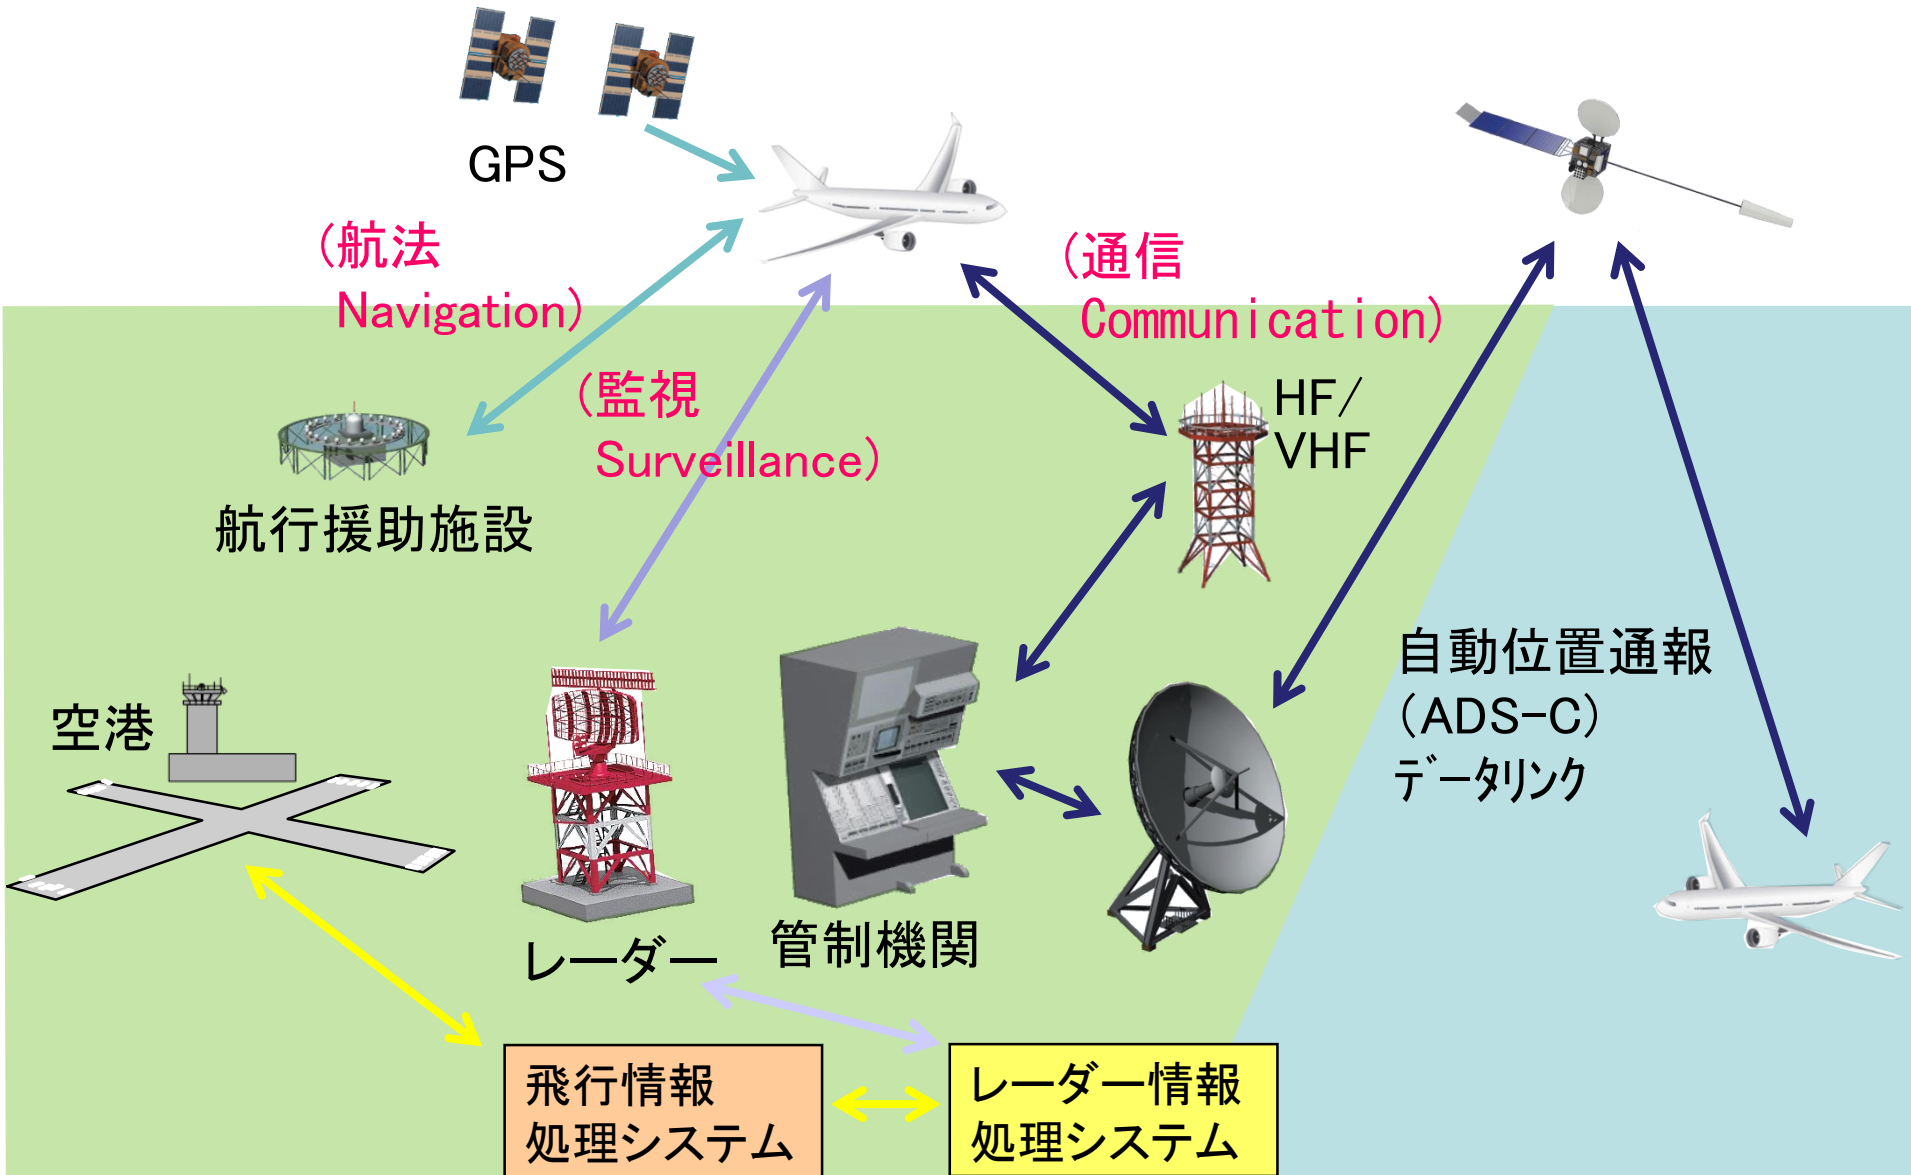 GPS
(航法
Navigation)
(通信
Communication)
(監視
Surveillance)
HF/
VHF
航行援助施設
自動位置通報
(ADS-C)
データリンク
空港
レーダー
管制機関
飛行情報
処理システム
レーダー情報
処理システム